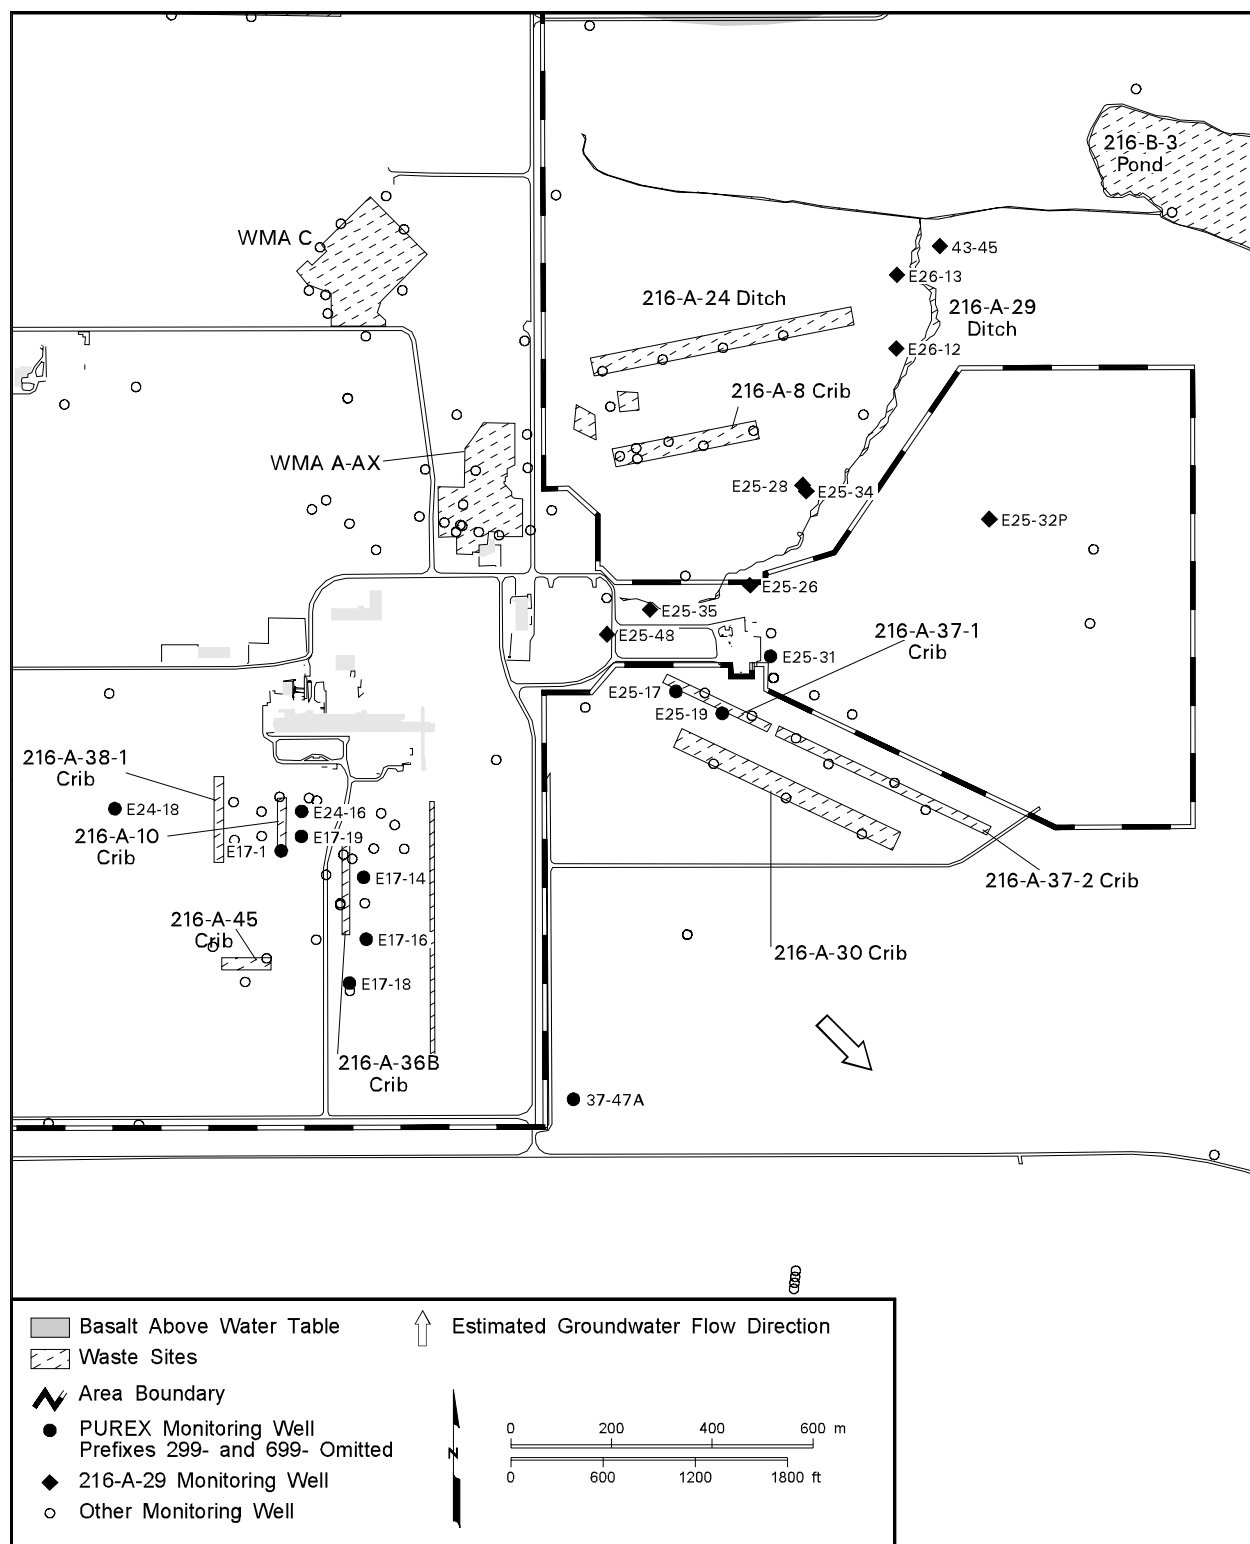 216-B-3
Pond
WMA C
43-45
E26-13
216-A-24 Ditch
216-A-29
Ditch
E26-12
216-A-8 Crib
WMA A-AX
E25-28
E25-34
E25-32P
E25-26
E25-35
E25-48
216-A-37-1
Crib
E25-31
E25-17
E25-19
216-A-38-1
Crib
E24-18
E24-16
216-A-10
Crib
E17-19
E17-1
E17-14
216-A-37-2 Crib
216-A-45
Crib
E17-16
216-A-30 Crib
E17-18
216-A-36B
Crib
37-47A
Basalt Above Water Table
Estimated Groundwater Flow Direction
Waste Sites
Area Boundary
PUREX Monitoring Well
Prefixes 299- and 699- Omitted
216-A-29 Monitoring Well
Other Monitoring Well
N
0 200 400 600 m
0 600 1200 1800 ft